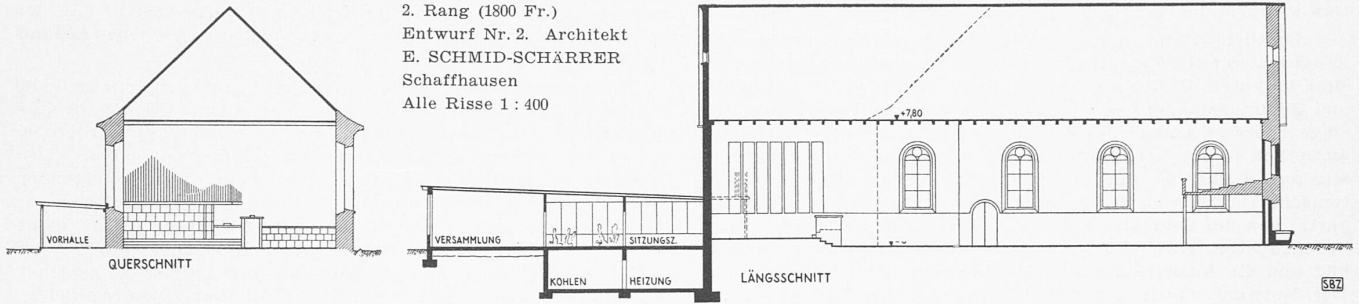 2. Rang (1800 Fr.)
Entwurf Nr. 2. Architekt
E. SCHMID-SCHÄRRER
Schaffhausen
Alle Risse 1 : 400
+7,80
VORHALLE
VERSAMMLUNG
SITZUNGSZ.
KOHLEN
HEIZUNG
QUERSCHNITT
LÄNGSSCHNITT
SBZ